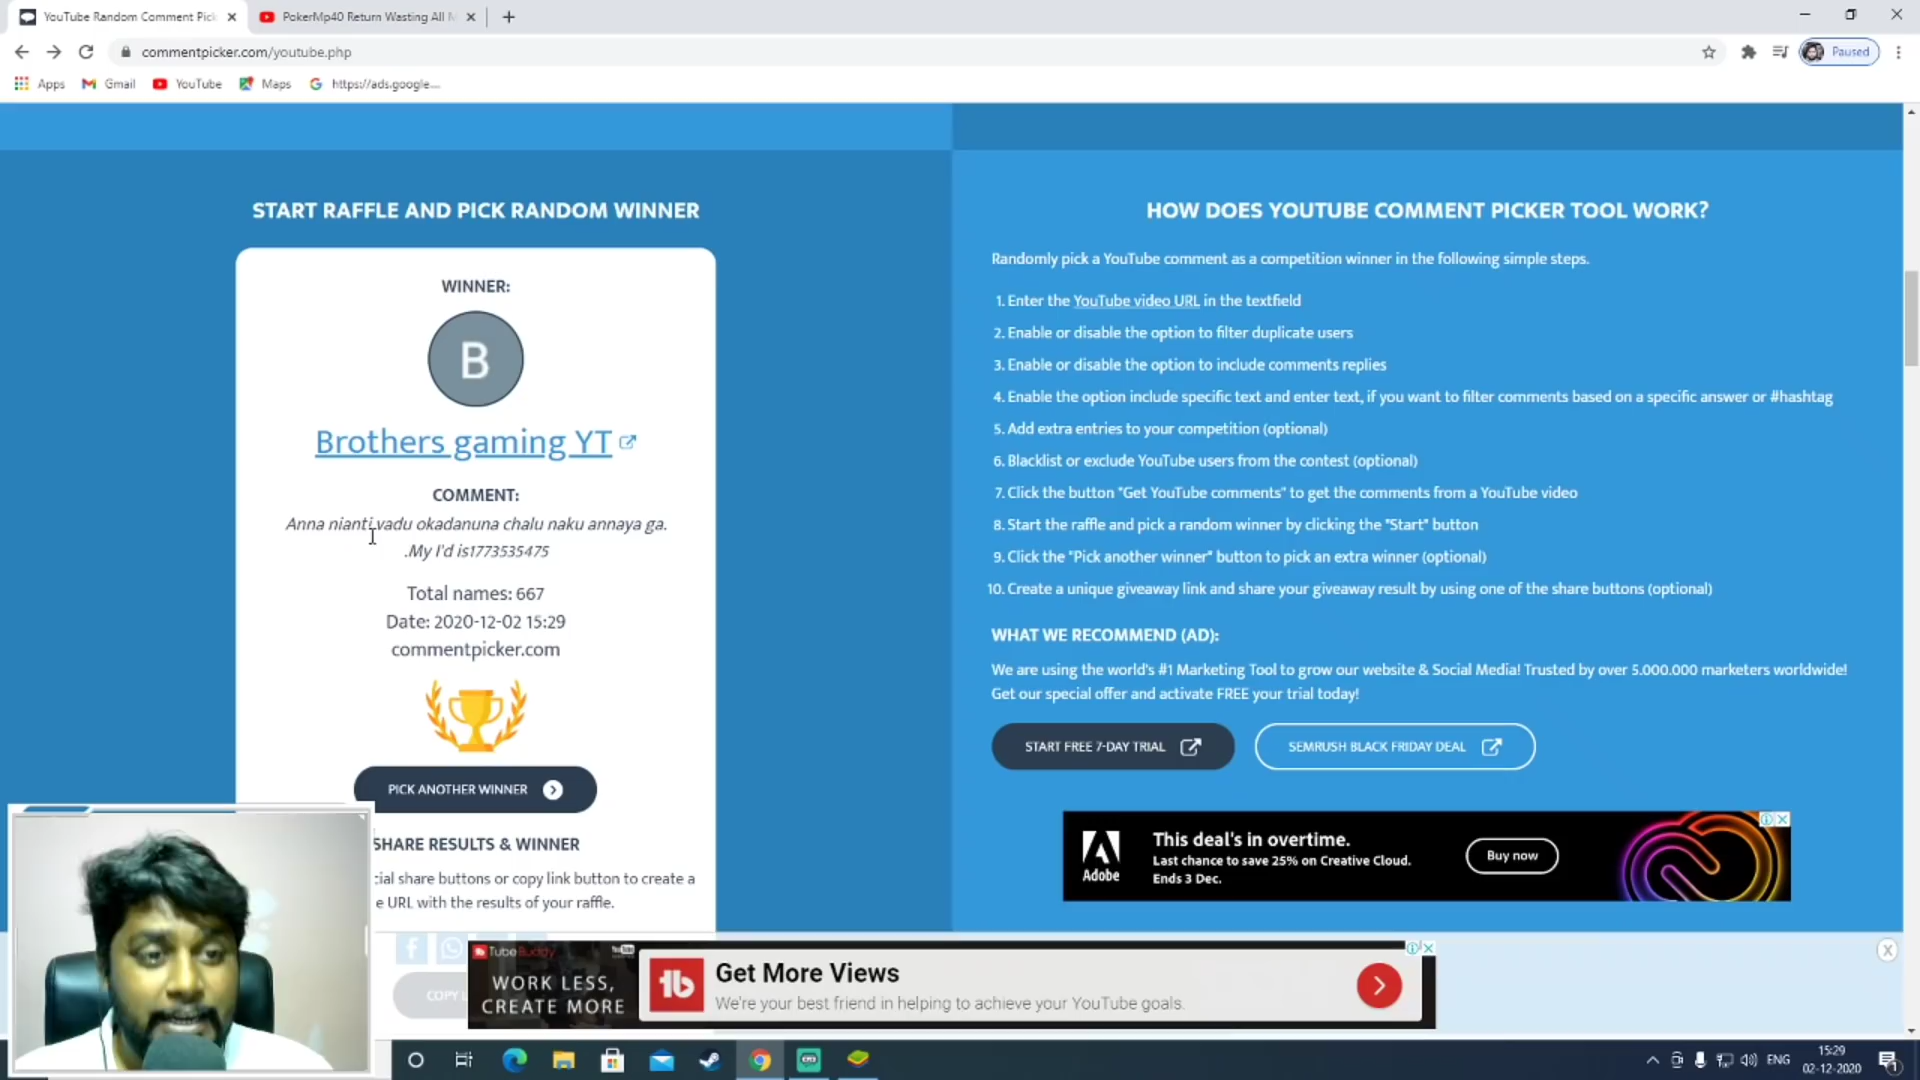 YouTube Random Comment Pick
PokerMp40 Return Wasting All M
commentpicker.com/youtube.php
Paused
Apps
Gmail
YouTube
Maps
https://ads.google....
START RAFFLE AND PICK RANDOM WINNER
WINNER:
B
Brothers gaming YT
COMMENT:
Anna nianti vadu okadanuna chalu naku annaya ga.
.My I'd is1773535475
Total names: 667
Date: 2020-12-02 15:29
commentpicker.com
PICK ANOTHER WINNER
SHARE RESULTS & WINNER
cial share buttons or copy link button to create a
e URL with the results of your raffle.
COPY L
HOW DOES YOUTUBE COMMENT PICKER TOOL WORK?
Randomly pick a YouTube comment as a competition winner in the following simple steps.
1. Enter the YouTube video URL in the textfield
2. Enable or disable the option to filter duplicate users
3. Enable or disable the option to include comments replies
4. Enable the option include specific text and enter text, if you want to filter comments based on a specific answer or #hashtag
5. Add extra entries to your competition (optional)
6. Blacklist or exclude YouTube users from the contest (optional)
7. Click the button "Get YouTube comments" to get the comments from a YouTube video
8. Start the raffle and pick a random winner by clicking the "Start" button
9. Click the "Pick another winner" button to pick an extra winner (optional)
10. Create a unique giveaway link and share your giveaway result by using one of the share buttons (optional)
WHAT WE RECOMMEND (AD):
We are using the world's #1 Marketing Tool to grow our website & Social Media! Trusted by over 5.000.000 marketers worldwide!
Get our special offer and activate FREE your trial today!
START FREE 7-DAY TRIAL
SEMRUSH BLACK FRIDAY DEAL
Adobe
This deal's in overtime.
Last chance to save 25% on Creative Cloud.
Ends 3 Dec.
Buy now
TubeBuddy
WORK LESS,
CREATE MORE
tb
Get More Views
We're your best friend in helping to achieve your YouTube goals.
ENG
15:29
02-12-2020
1